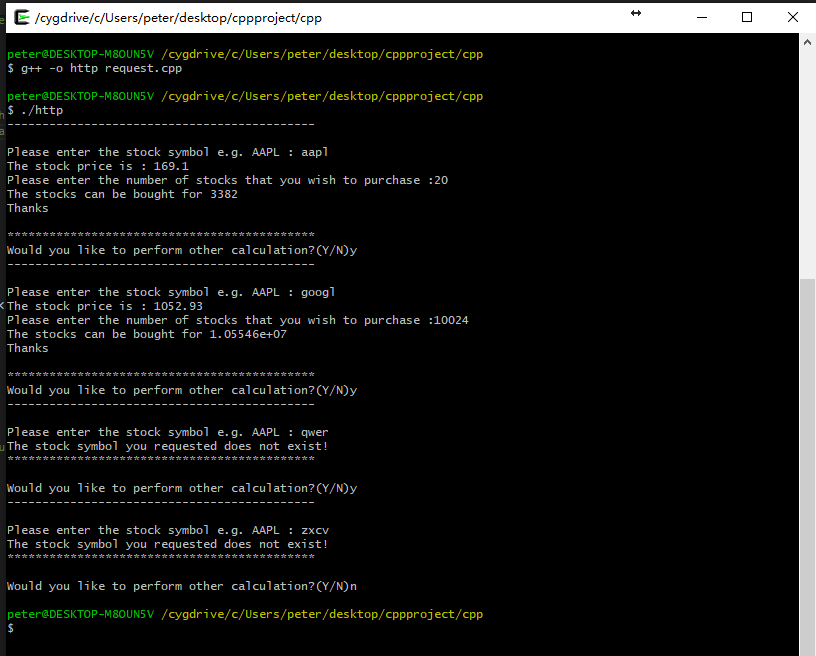 /cygdrive/c/Users/peter/desktop/cppproject/cpp
peter@DESKTOP-M8OUN5V /cygdrive/c/Users/peter/desktop/cppproject/cpp
$ g++ -o http request.cpp
peter@DESKTOP-M8OUN5V /cygdrive/c/Users/peter/desktop/cppproject/cpp
$ ./http
--------------------------------------------
Please enter the stock symbol e.g. AAPL : aapl
The stock price is : 169.1
Please enter the number of stocks that you wish to purchase :20
The stocks can be bought for 3382
Thanks
********************************************
Would you like to perform other calculation?(Y/N)y
--------------------------------------------
Please enter the stock symbol e.g. AAPL : googl
The stock price is : 1052.93
Please enter the number of stocks that you wish to purchase :10024
The stocks can be bought for 1.05546e+07
Thanks
********************************************
Would you like to perform other calculation?(Y/N)y
--------------------------------------------
Please enter the stock symbol e.g. AAPL : qwer
The stock symbol you requested does not exist!
********************************************
Would you like to perform other calculation?(Y/N)y
--------------------------------------------
Please enter the stock symbol e.g. AAPL : zxcv
The stock symbol you requested does not exist!
********************************************
Would you like to perform other calculation?(Y/N)n
peter@DESKTOP-M8OUN5V /cygdrive/c/Users/peter/desktop/cppproject/cpp
$